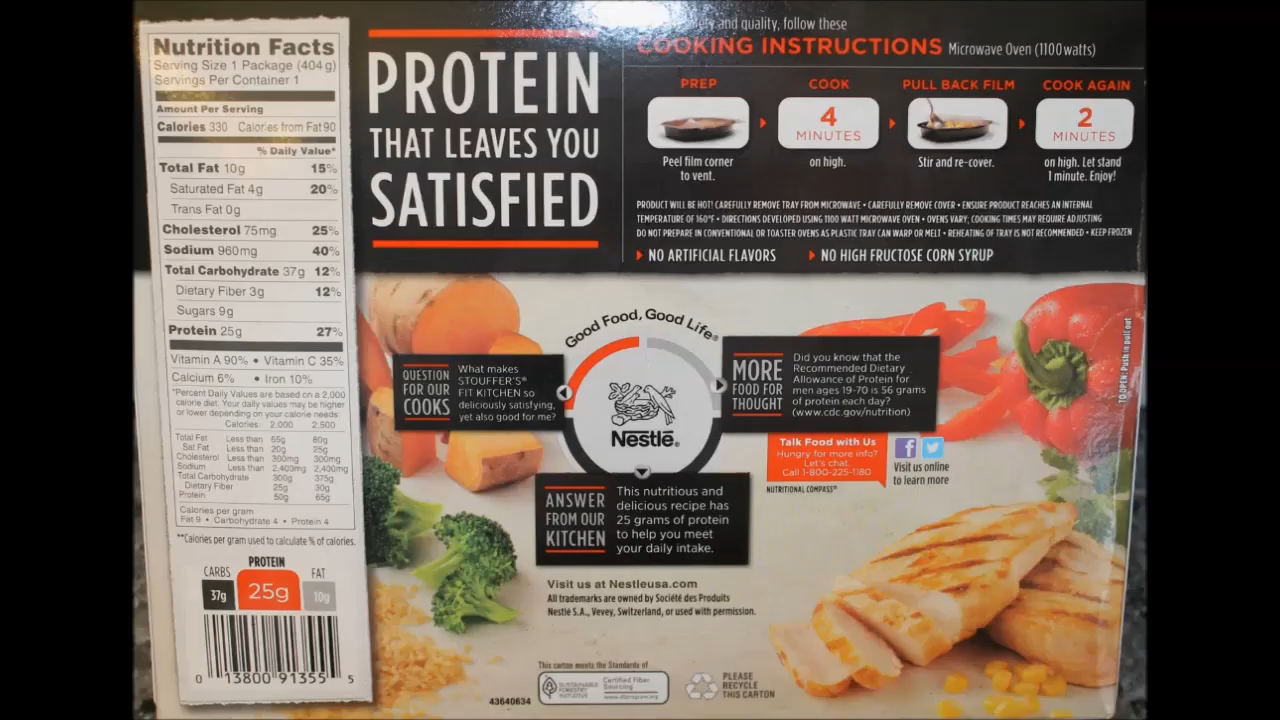 Nutrition Facts
Serving Size 1 Package (404 g)
Servings Per Container 1
Amount Per Serving
Calories 330 Calories from Fat 90
% Daily Value*
Total Fat 10g 15%
Saturated Fat 4g 20%
Trans Fat 0g
Cholesterol 75mg 25%
Sodium 960mg 40%
Total Carbohydrate 37g 12%
Dietary Fiber 3g 12%
Sugars 9g
Protein 25g 27%
Vitamin A 90% • Vitamin C 35%
Calcium 6% • Iron 10%
*Percent Daily Values are based on a 2,000
calorie diet. Your daily values may be higher
or lower depending on your calorie needs:
Calories: 2,000 2,500
Total Fat Less than 65g 80g
Sat Fat Less than 20g 25g
Cholesterol Less than 300mg 300mg
Sodium Less than 2,400mg 2,400mg
Total Carbohydrate 300g 375g
Dietary Fiber 25g 30g
Protein 50g 65g
Calories per gram
Fat 9 • Carbohydrate 4 • Protein 4
**Calories per gram used to calculate % of calories.
CARBS PROTEIN FAT
37g 25g 10g
0 13800 91355 5
PROTEIN
THAT LEAVES YOU
SATISFIED
and quality, follow these
COOKING INSTRUCTIONS Microwave Oven (1100 watts)
PREP
Peel film corner
to vent.
COOK
4
MINUTES
on high.
PULL BACK FILM
Stir and re-cover.
COOK AGAIN
2
MINUTES
on high. Let stand
1 minute. Enjoy!
PRODUCT WILL BE HOT! CAREFULLY REMOVE TRAY FROM MICROWAVE • CAREFULLY REMOVE COVER • ENSURE PRODUCT REACHES AN INTERNAL
TEMPERATURE OF 160°F • DIRECTIONS DEVELOPED USING 1100 WATT MICROWAVE OVEN • OVENS VARY; COOKING TIMES MAY REQUIRE ADJUSTING
DO NOT PREPARE IN CONVENTIONAL OR TOASTER OVENS AS PLASTIC TRAY CAN WARP OR MELT • REHEATING OF TRAY IS NOT RECOMMENDED • KEEP FROZEN
NO ARTIFICIAL FLAVORS NO HIGH FRUCTOSE CORN SYRUP
Good Food, Good Life®
QUESTION
FOR OUR
COOKS
What makes
STOUFFER'S®
FIT KITCHEN so
deliciously satisfying,
yet also good for me?
Nestlé®
MORE
FOOD FOR
THOUGHT
Did you know that the
Recommended Dietary
Allowance of Protein for
men ages 19-70 is 56 grams
of protein each day?
(www.cdc.gov/nutrition)
TO OPEN: Push in pull out
Talk Food with Us
Hungry for more info?
Let's chat.
Call 1-800-225-1180
NUTRITIONAL COMPASS®
Visit us online
to learn more
ANSWER
FROM OUR
KITCHEN
This nutritious and
delicious recipe has
25 grams of protein
to help you meet
your daily intake.
Visit us at Nestleusa.com
All trademarks are owned by Société des Produits
Nestlé S.A., Vevey, Switzerland, or used with permission.
This carton meets the Standards of
SUSTAINABLE
FORESTRY
INITIATIVE
Certified Fiber
Sourcing
www.sfiprogram.org
PLEASE
RECYCLE
THIS CARTON
43640634